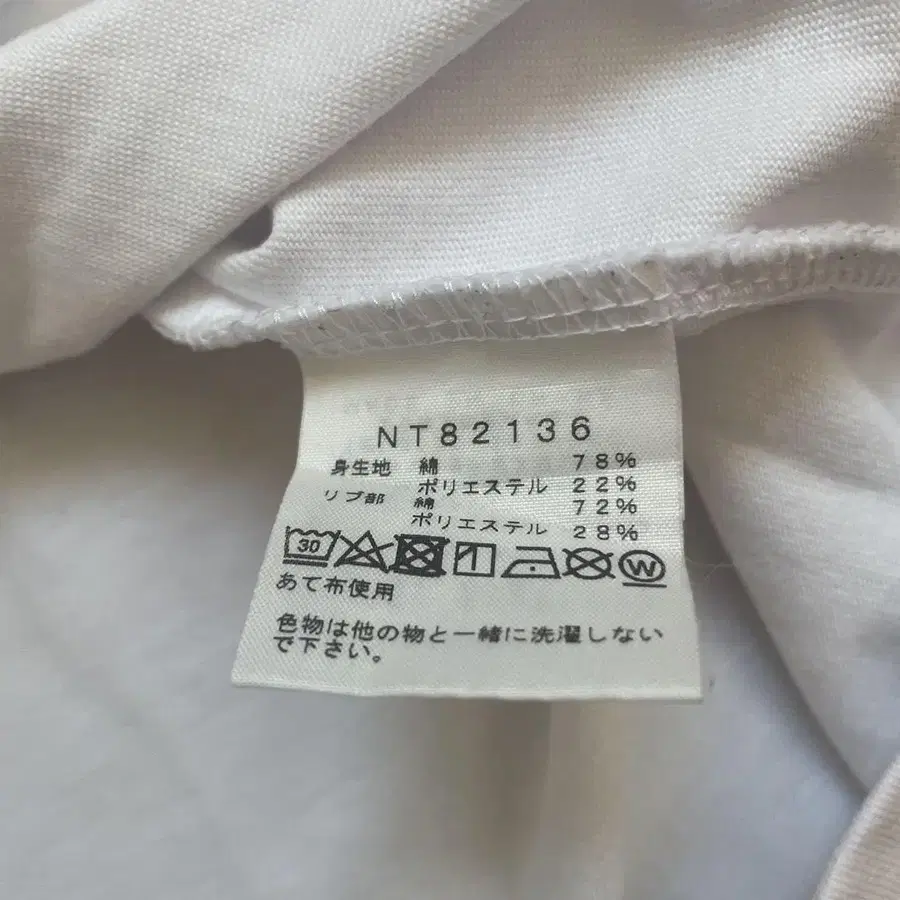 NT82136
身生地 綿 78%
ポリエステル 22%
リブ部 綿 72%
ポリエステル 28%
30 W
あて布使用
色物は他の物と一緒に洗濯しない
で下さい。